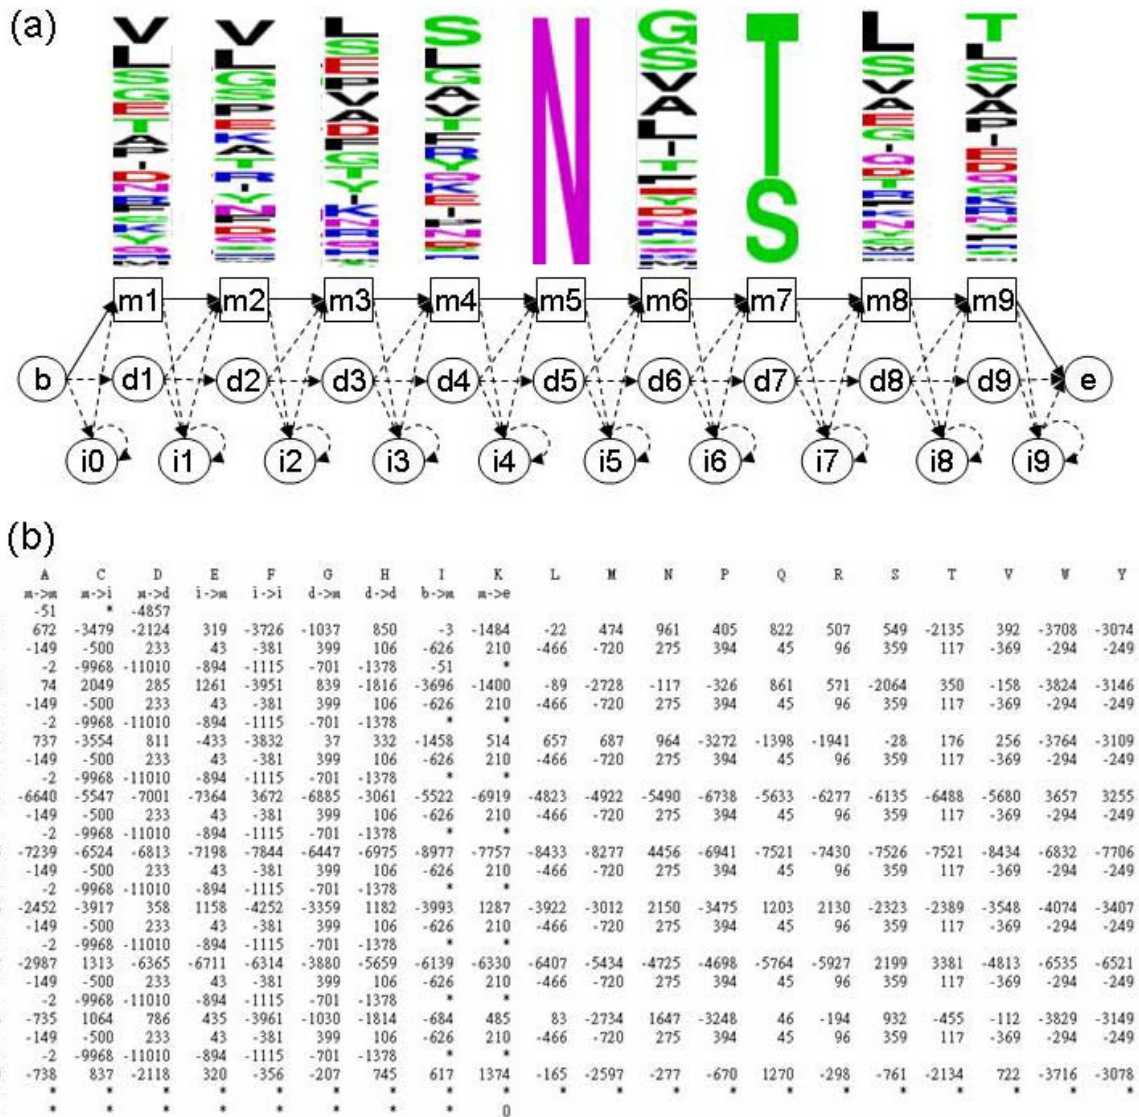 (a)
V V L S N G T L T
L L S L S S S L
S G E G V V S
G S A A V
m1 m2 m3 m4 m5 m6 m7 m8 m9
b d1 d2 d3 d4 d5 d6 d7 d8 d9 e
i0 i1 i2 i3 i4 i5 i6 i7 i8 i9
(b)
A C D E F G H I K L M N P Q R S T V W Y
m->m m->i m->d i->m i->i d->m d->d b->m m->e
-51 * -4857
672 -3479 -2124 319 -3726 -1037 850 -3 -1484 -22 474 961 405 822 507 549 -2135 392 -3708 -3074
-149 -500 233 43 -381 399 106 -626 210 -466 -720 275 394 45 96 359 117 -369 -294 -249
-2 -9968 -11010 -894 -1115 -701 -1378 -51 *
74 2049 285 1261 -3951 839 -1816 -3696 -1400 -89 -2728 -117 -326 861 571 -2064 350 -158 -3824 -3146
-149 -500 233 43 -381 399 106 -626 210 -466 -720 275 394 45 96 359 117 -369 -294 -249
-2 -9968 -11010 -894 -1115 -701 -1378 * *
737 -3554 811 -433 -3832 37 332 -1458 514 657 687 964 -3272 -1398 -1941 -28 176 256 -3764 -3109
-149 -500 233 43 -381 399 106 -626 210 -466 -720 275 394 45 96 359 117 -369 -294 -249
-2 -9968 -11010 -894 -1115 -701 -1378 * *
-6640 -5547 -7001 -7364 3672 -6885 -3061 -5522 -6919 -4823 -4922 -5490 -6738 -5633 -6277 -6135 -6488 -5680 3657 3255
-149 -500 233 43 -381 399 106 -626 210 -466 -720 275 394 45 96 359 117 -369 -294 -249
-2 -9968 -11010 -894 -1115 -701 -1378 * *
-7239 -6524 -6813 -7198 -7844 -6447 -6975 -8977 -7757 -8433 -8277 4456 -6941 -7521 -7430 -7526 -7521 -8434 -6832 -7706
-149 -500 233 43 -381 399 106 -626 210 -466 -720 275 394 45 96 359 117 -369 -294 -249
-2 -9968 -11010 -894 -1115 -701 -1378 * *
-2452 -3917 358 1158 -4252 -3359 1182 -3993 1287 -3922 -3012 2150 -3475 1203 2130 -2323 -2389 -3548 -4074 -3407
-149 -500 233 43 -381 399 106 -626 210 -466 -720 275 394 45 96 359 117 -369 -294 -249
-2 -9968 -11010 -894 -1115 -701 -1378 * *
-2987 1313 -6365 -6711 -6314 -3880 -5659 -6139 -6330 -6407 -5434 -4725 -4698 -5764 -5927 2199 3381 -4813 -6535 -6521
-149 -500 233 43 -381 399 106 -626 210 -466 -720 275 394 45 96 359 117 -369 -294 -249
-2 -9968 -11010 -894 -1115 -701 -1378 * *
-735 1064 786 435 -3961 -1030 -1814 -684 485 83 -2734 1647 -3248 46 -194 932 -455 -112 -3829 -3149
-149 -500 233 43 -381 399 106 -626 210 -466 -720 275 394 45 96 359 117 -369 -294 -249
-2 -9968 -11010 -894 -1115 -701 -1378 * *
-738 837 -2118 320 -356 -207 745 617 1374 -165 -2597 -277 -670 1270 -298 -761 -2134 722 -3716 -3078
* * * * * * * * * * * * * * * * * * * *
* * * * * * * * 0